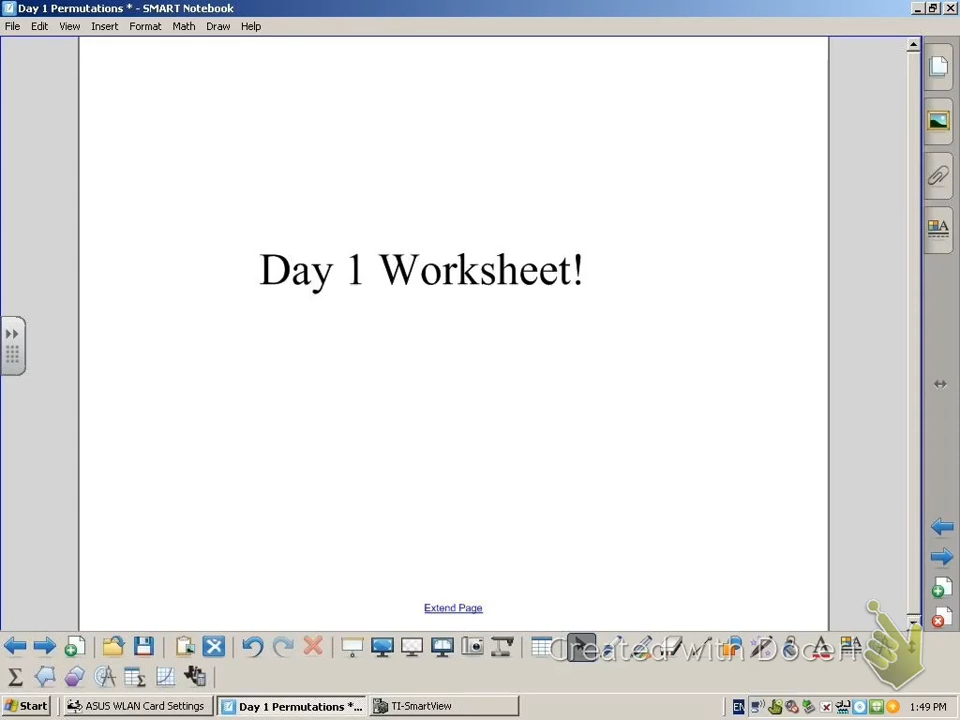 Day 1 Permutations * - SMART Notebook
File Edit View Insert Format Math Draw Help
Day 1 Worksheet!
Extend Page
Created with Doceri
Start ASUS WLAN Card Settings Day 1 Permutations *... TI-SmartView EN 1:49 PM